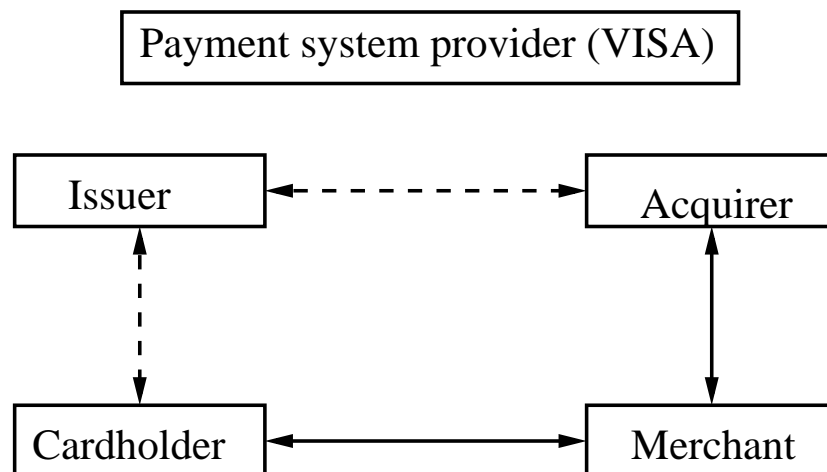 Payment system provider (VISA)
Issuer
Acquirer
Cardholder
Merchant